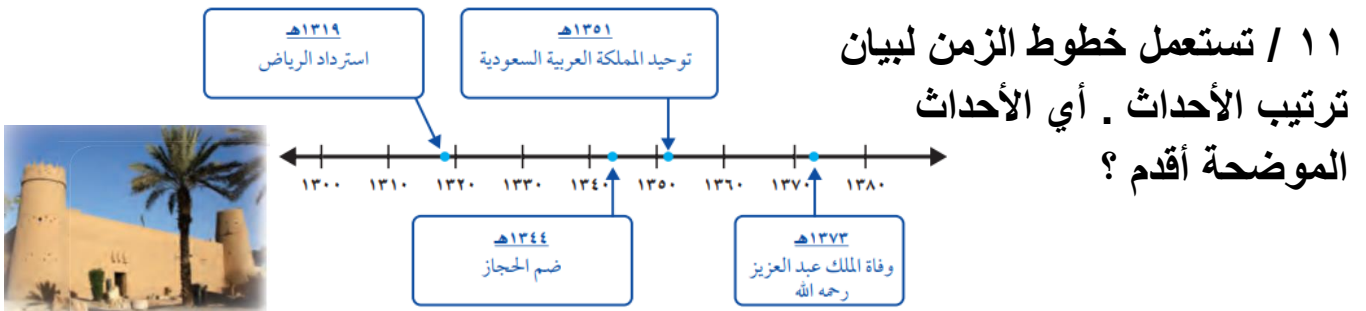 ١١ / تستعمل خطوط الزمن لبيان
ترتيب الأحداث . أي الأحداث
الموضحة أقدم ؟
١٣١٩هـ
استرداد الرياض
١٣٥١هـ
توحيد المملكة العربية السعودية
١٣٠٠ ١٣١٠ ١٣٢٠ ١٣٣٠ ١٣٤٠ ١٣٥٠ ١٣٦٠ ١٣٧٠ ١٣٨٠
١٣٤٤هـ
ضم الحجاز
١٣٧٣هـ
وفاة الملك عبد العزيز
رحمه الله